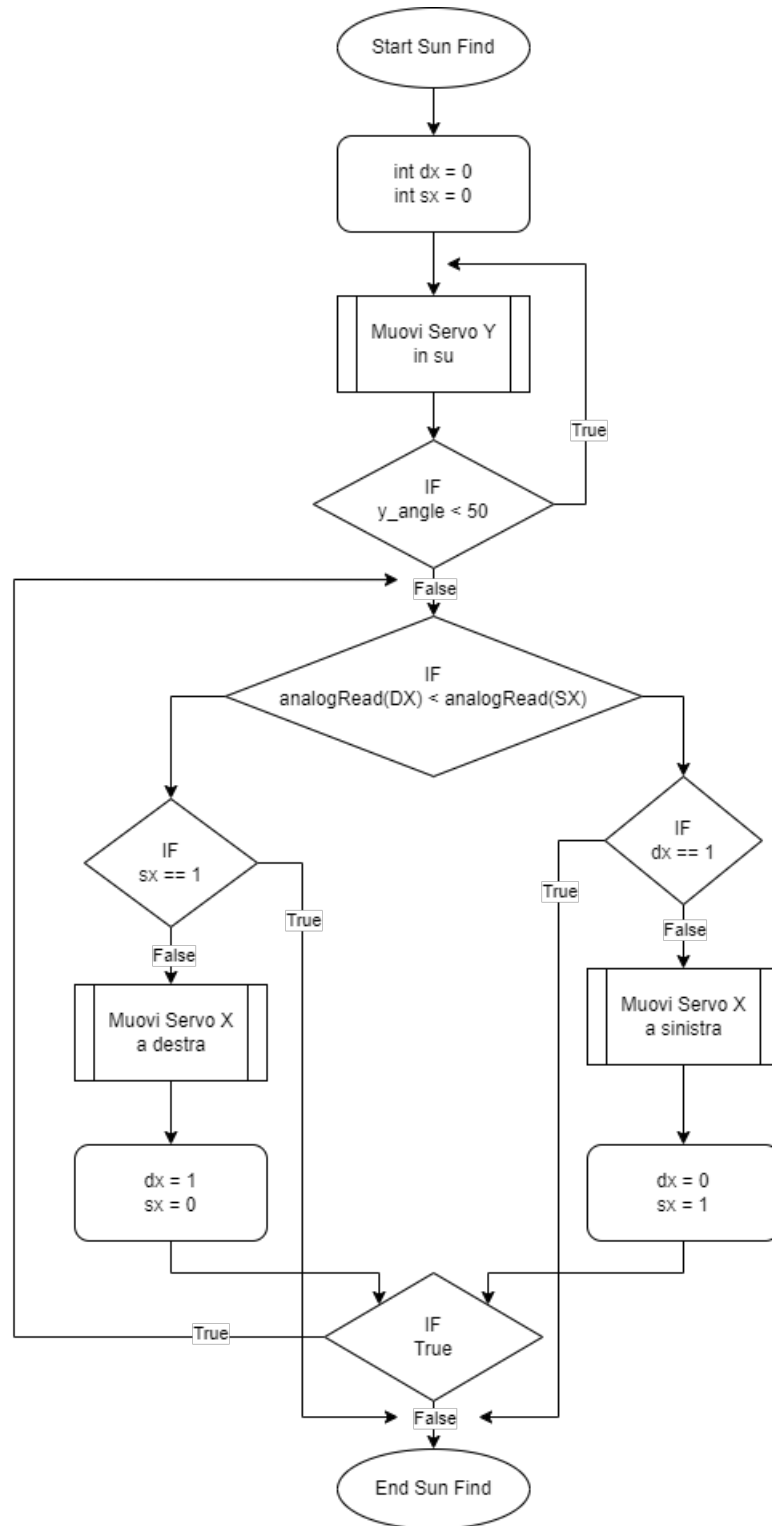 Start Sun Find
int dx = 0
int sx = 0
Muovi Servo Y
in su
True
IF
y_angle < 50
False
IF
analogRead(DX) < analogRead(SX)
IF
sx == 1
IF
dx == 1
True
True
False
False
Muovi Servo X
a destra
Muovi Servo X
a sinistra
dx = 1
sx = 0
dx = 0
sx = 1
IF
True
True
False
End Sun Find